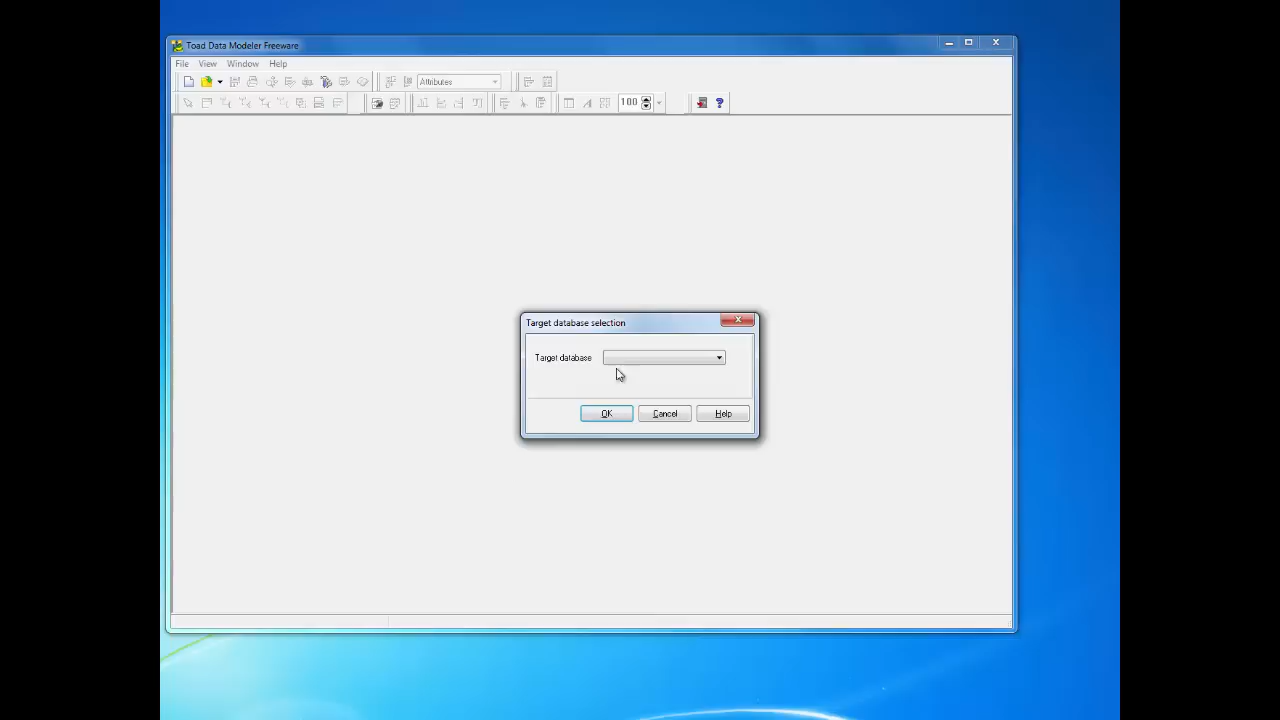 Toad Data Modeler Freeware
File View Window Help
Attributes
100
Target database selection
Target database
OK Cancel Help